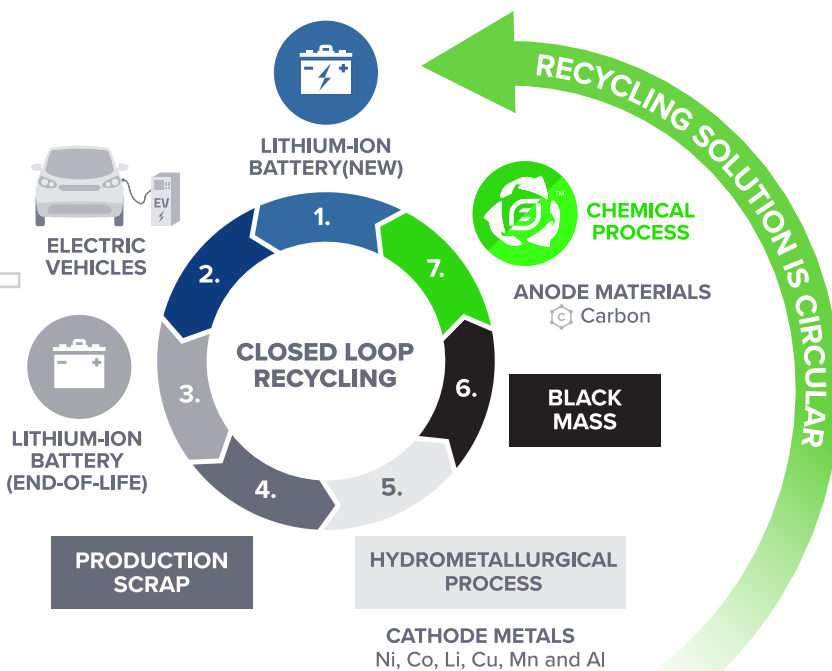 RECYCLING SOLUTION IS CIRCULAR
LITHIUM-ION
BATTERY(NEW)
1.
EV
ELECTRIC
VEHICLES
2.
LITHIUM-ION
BATTERY
(END-OF-LIFE)
3.
PRODUCTION
SCRAP
4.
HYDROMETALLURGICAL
PROCESS
5.
CATHODE METALS
Ni, Co, Li, Cu, Mn and Al
BLACK
MASS
6.
ANODE MATERIALS
C Carbon
CHEMICAL
PROCESS
TM
7.
CLOSED LOOP
RECYCLING